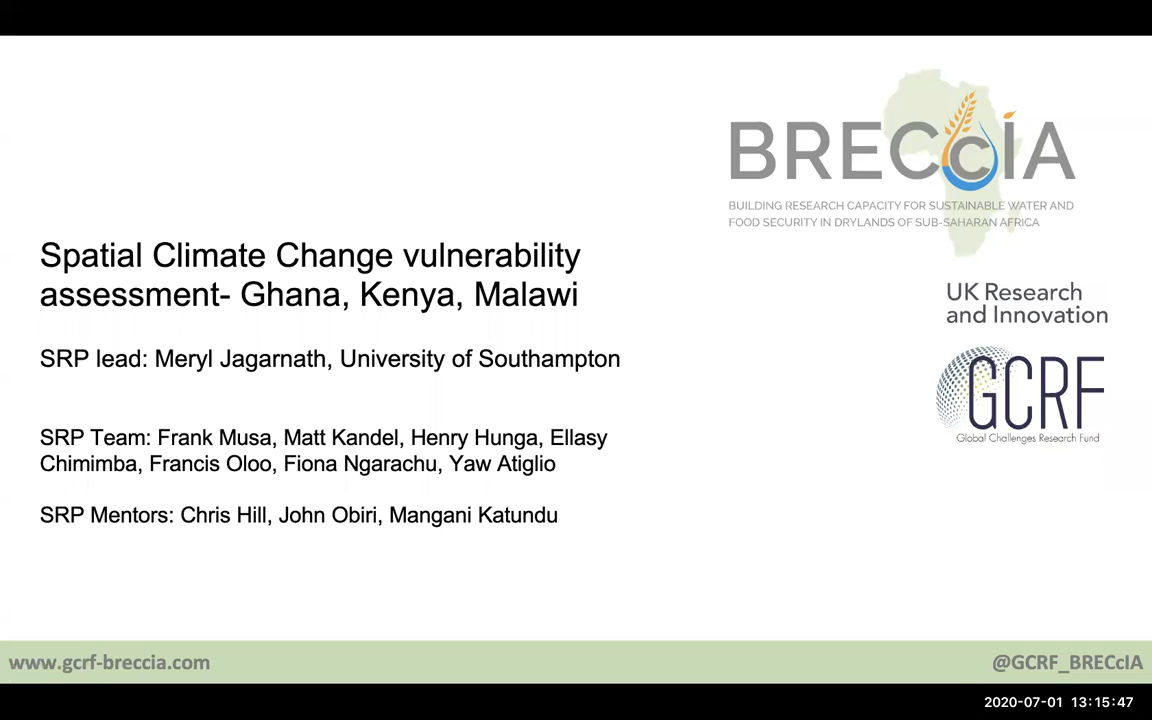 BRECcIA
BUILDING RESEARCH CAPACITY FOR SUSTAINABLE WATER AND
FOOD SECURITY IN DRYLANDS OF SUB-SAHARAN AFRICA
Spatial Climate Change vulnerability
assessment- Ghana, Kenya, Malawi
UK Research
and Innovation
SRP lead: Meryl Jagarnath, University of Southampton
GCRF
Global Challenges Research Fund
SRP Team: Frank Musa, Matt Kandel, Henry Hunga, Ellasy
Chimimba, Francis Oloo, Fiona Ngarachu, Yaw Atiglio
SRP Mentors: Chris Hill, John Obiri, Mangani Katundu
www.gcrf-breccia.com
@GCRF_BRECcIA
2020-07-01 13:15:47